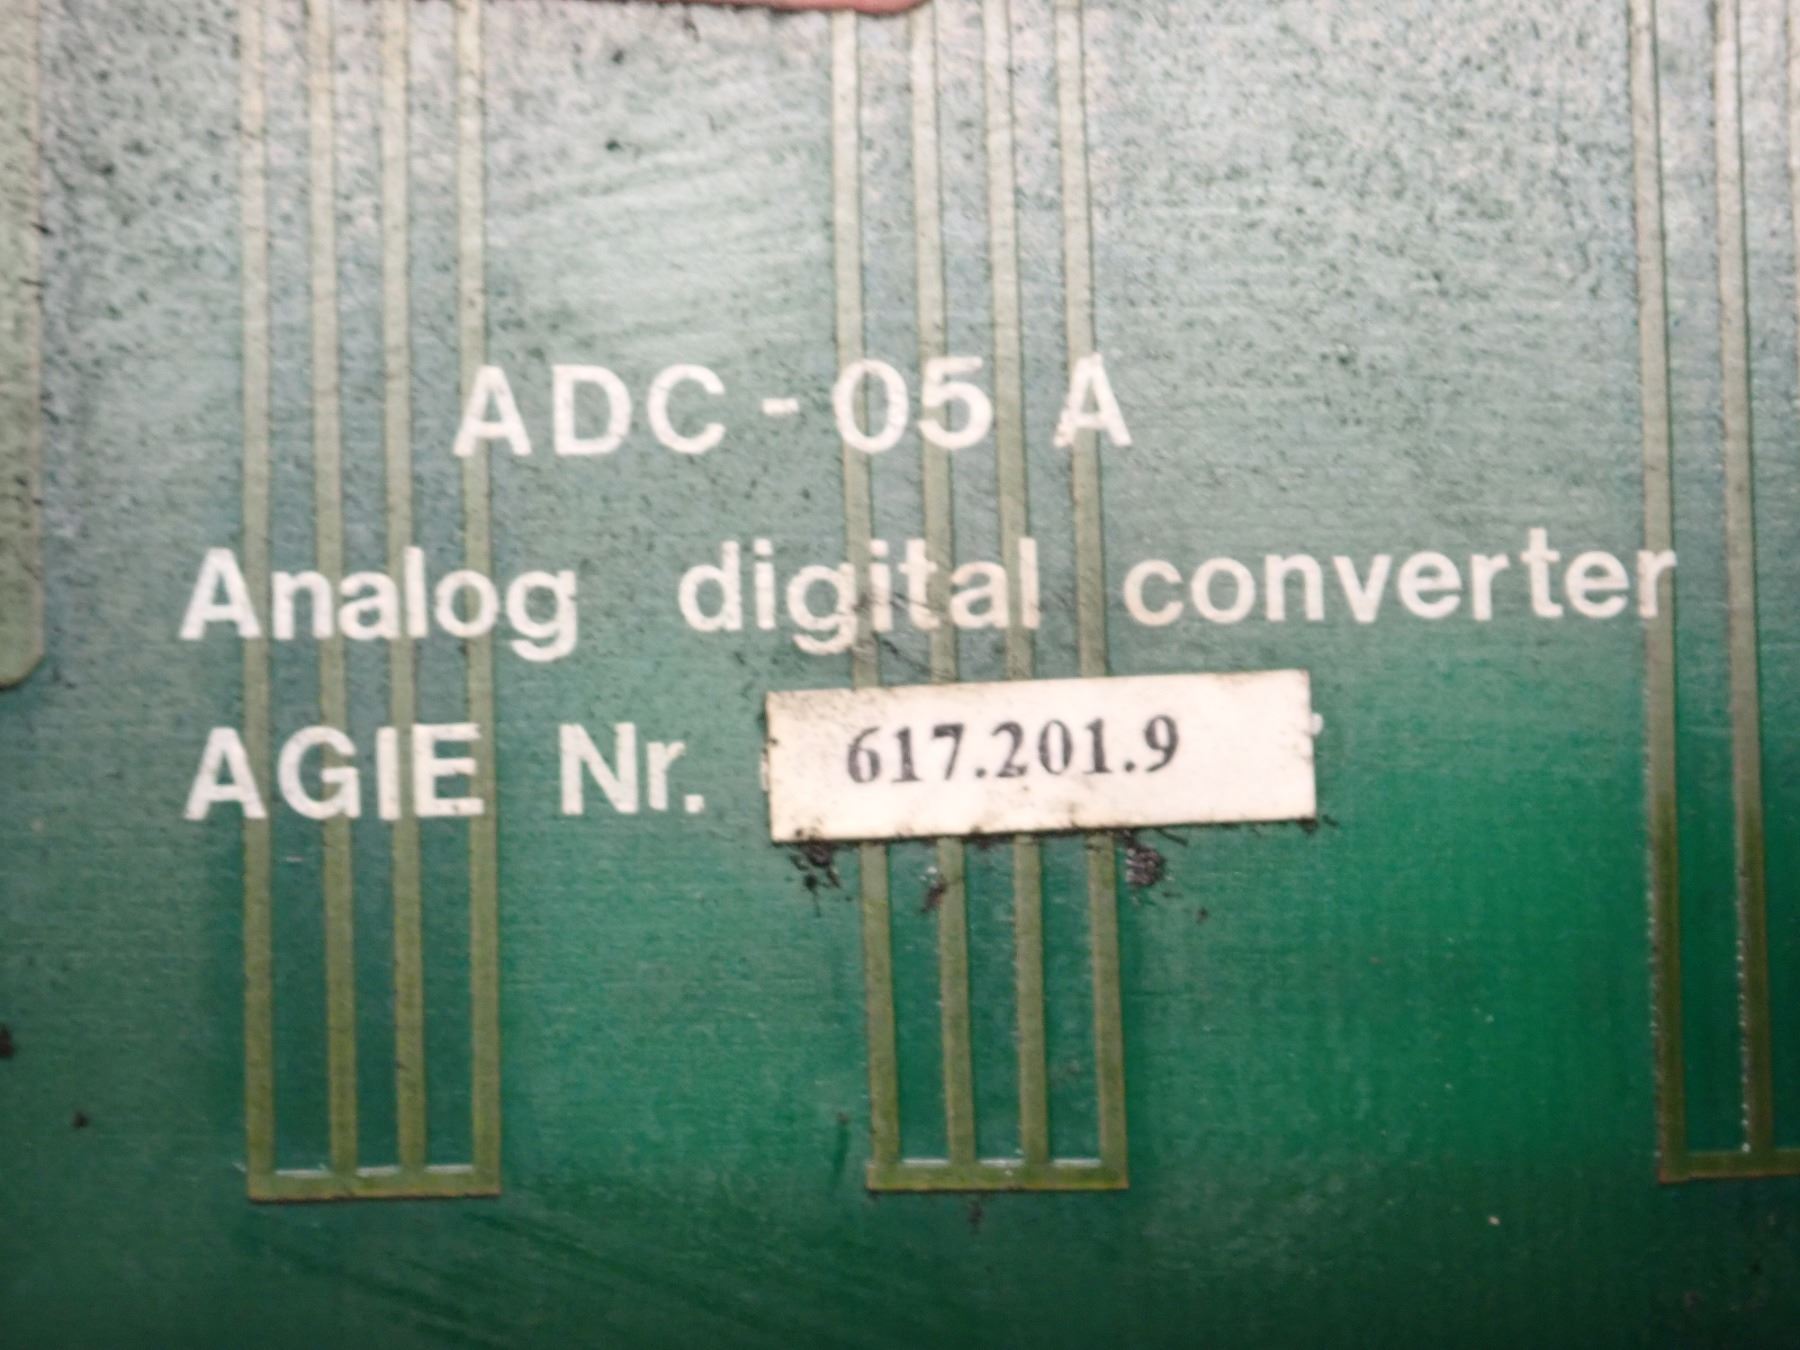 ADC - 05 A
Analog digital converter
AGIE Nr. 617.201.9